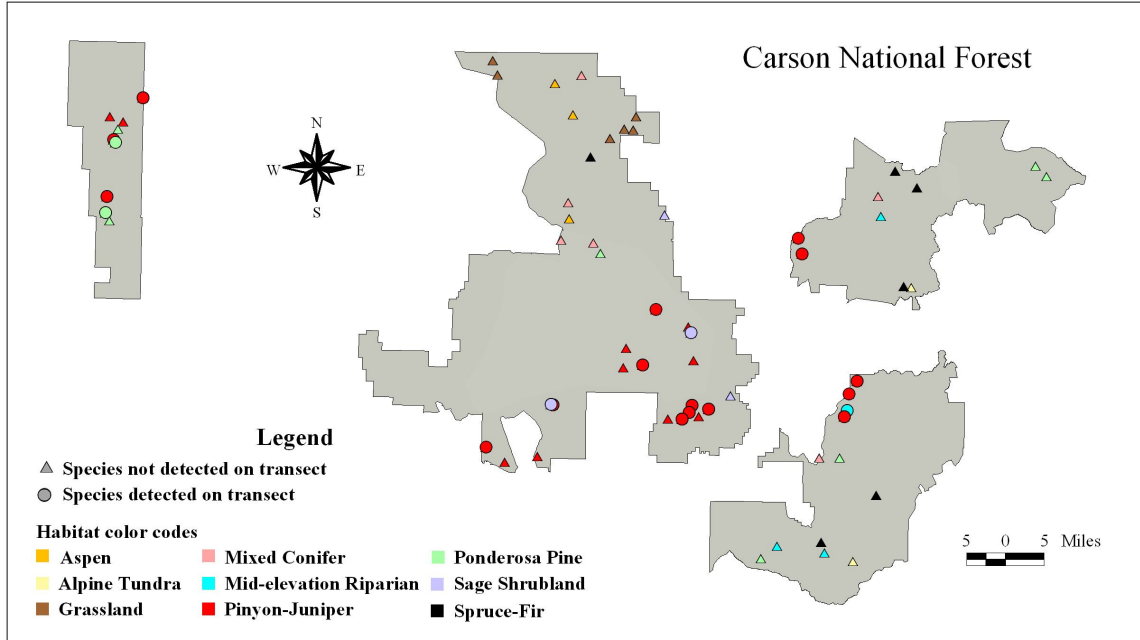 Carson National Forest
N
W E
S
Legend
Species not detected on transect
Species detected on transect
Habitat color codes
Aspen Mixed Conifer Ponderosa Pine
Alpine Tundra Mid-elevation Riparian Sage Shrubland
Grassland Pinyon-Juniper Spruce-Fir
5 0 5 Miles